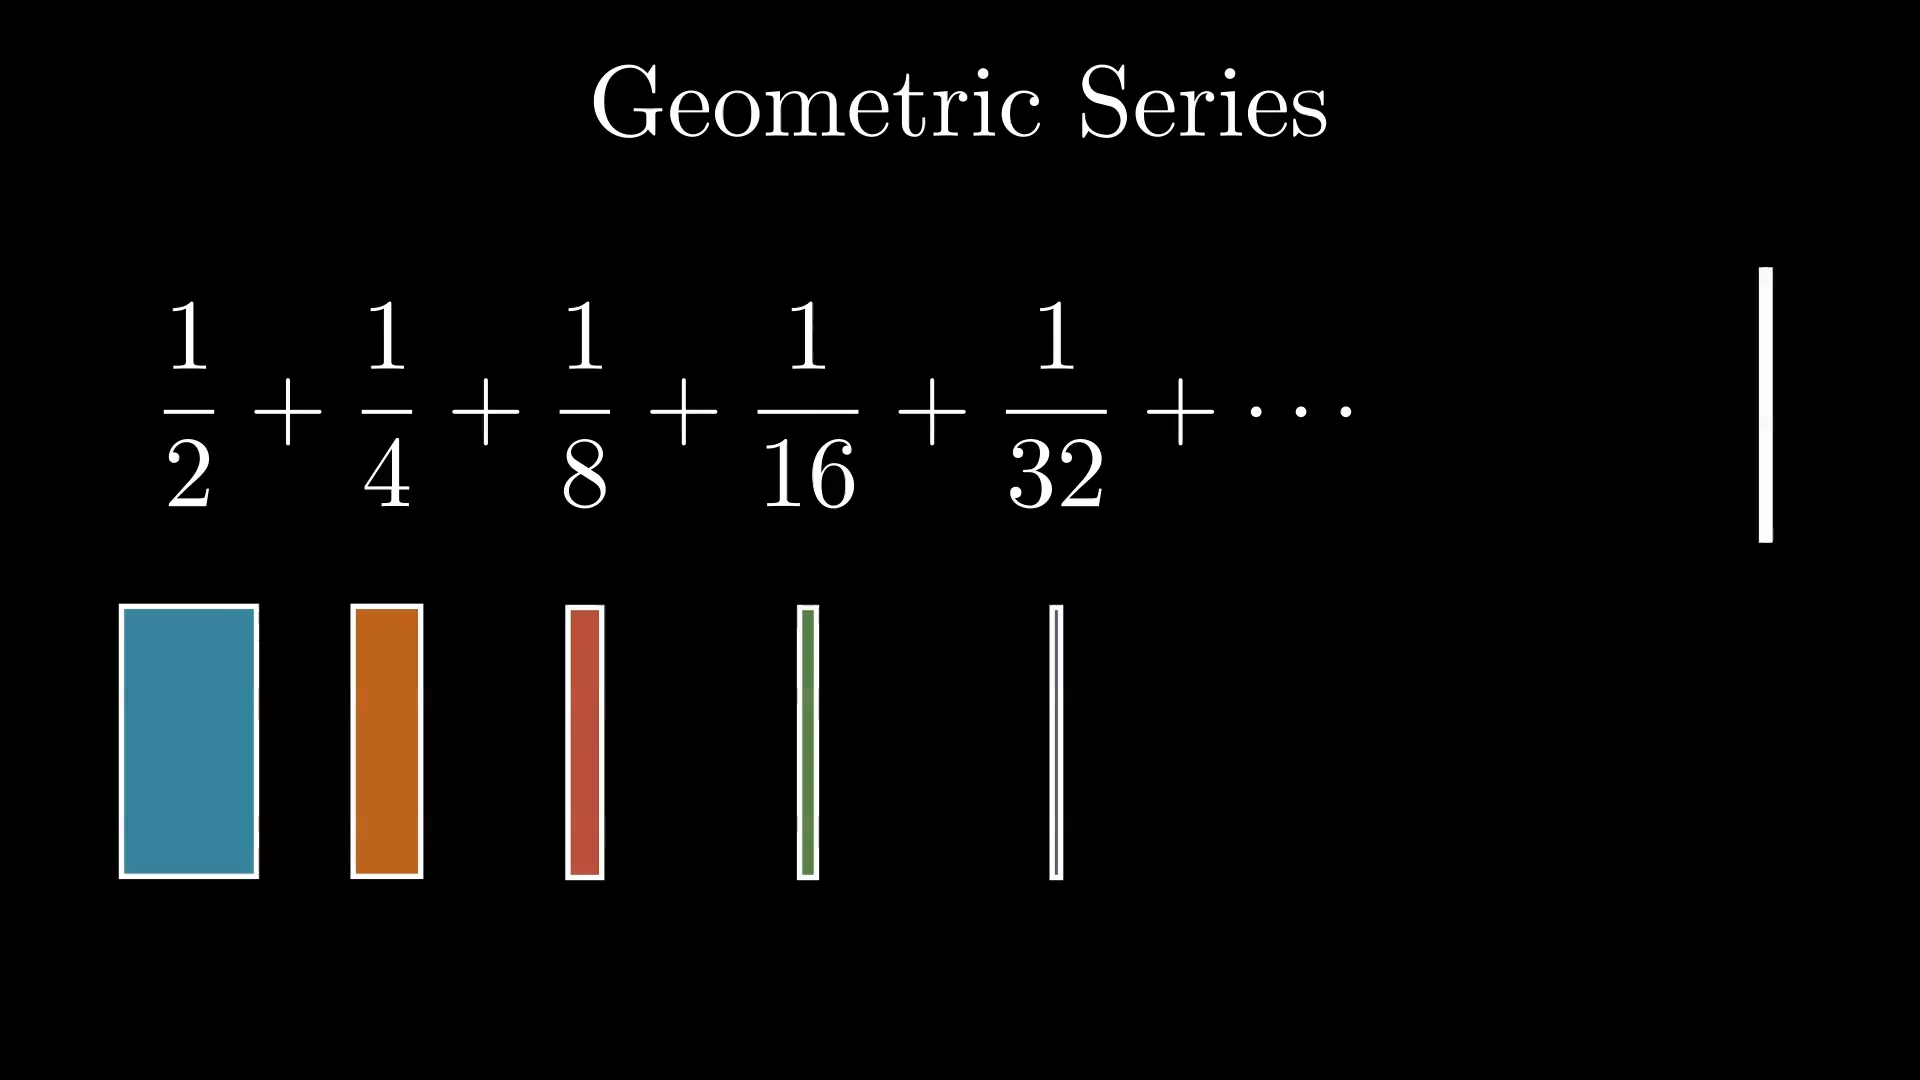 Geometric Series
1/2 + 1/4 + 1/8 + 1/16 + 1/32 + ⋯